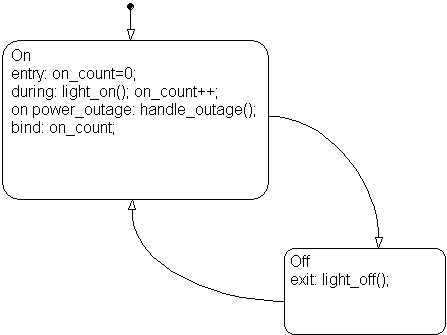 On
entry: on_count=0;
during: light_on(); on_count++;
on power_outage: handle_outage();
bind: on_count;
Off
exit: light_off();